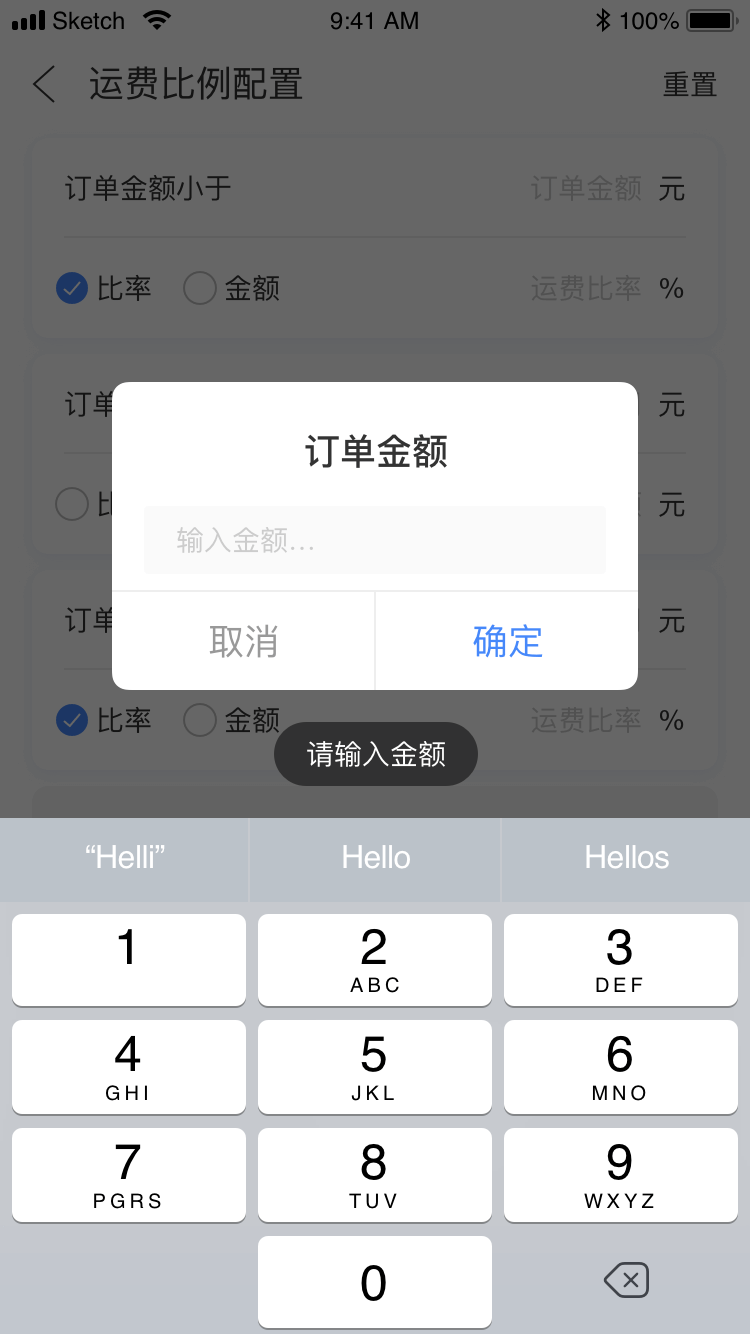 Sketch 9:41 AM 100%
运费比例配置 重置
订单金额小于 订单金额 元
比率 金额 运费比率 %
订单 元
元
订单 元
比率 金额 运费比率 %
订单金额
输入金额...
取消 确定
请输入金额
“Helli” Hello Hellos
1 2 3
ABC DEF
4 5 6
GHI JKL MNO
7 8 9
PGRS TUV WXYZ
0